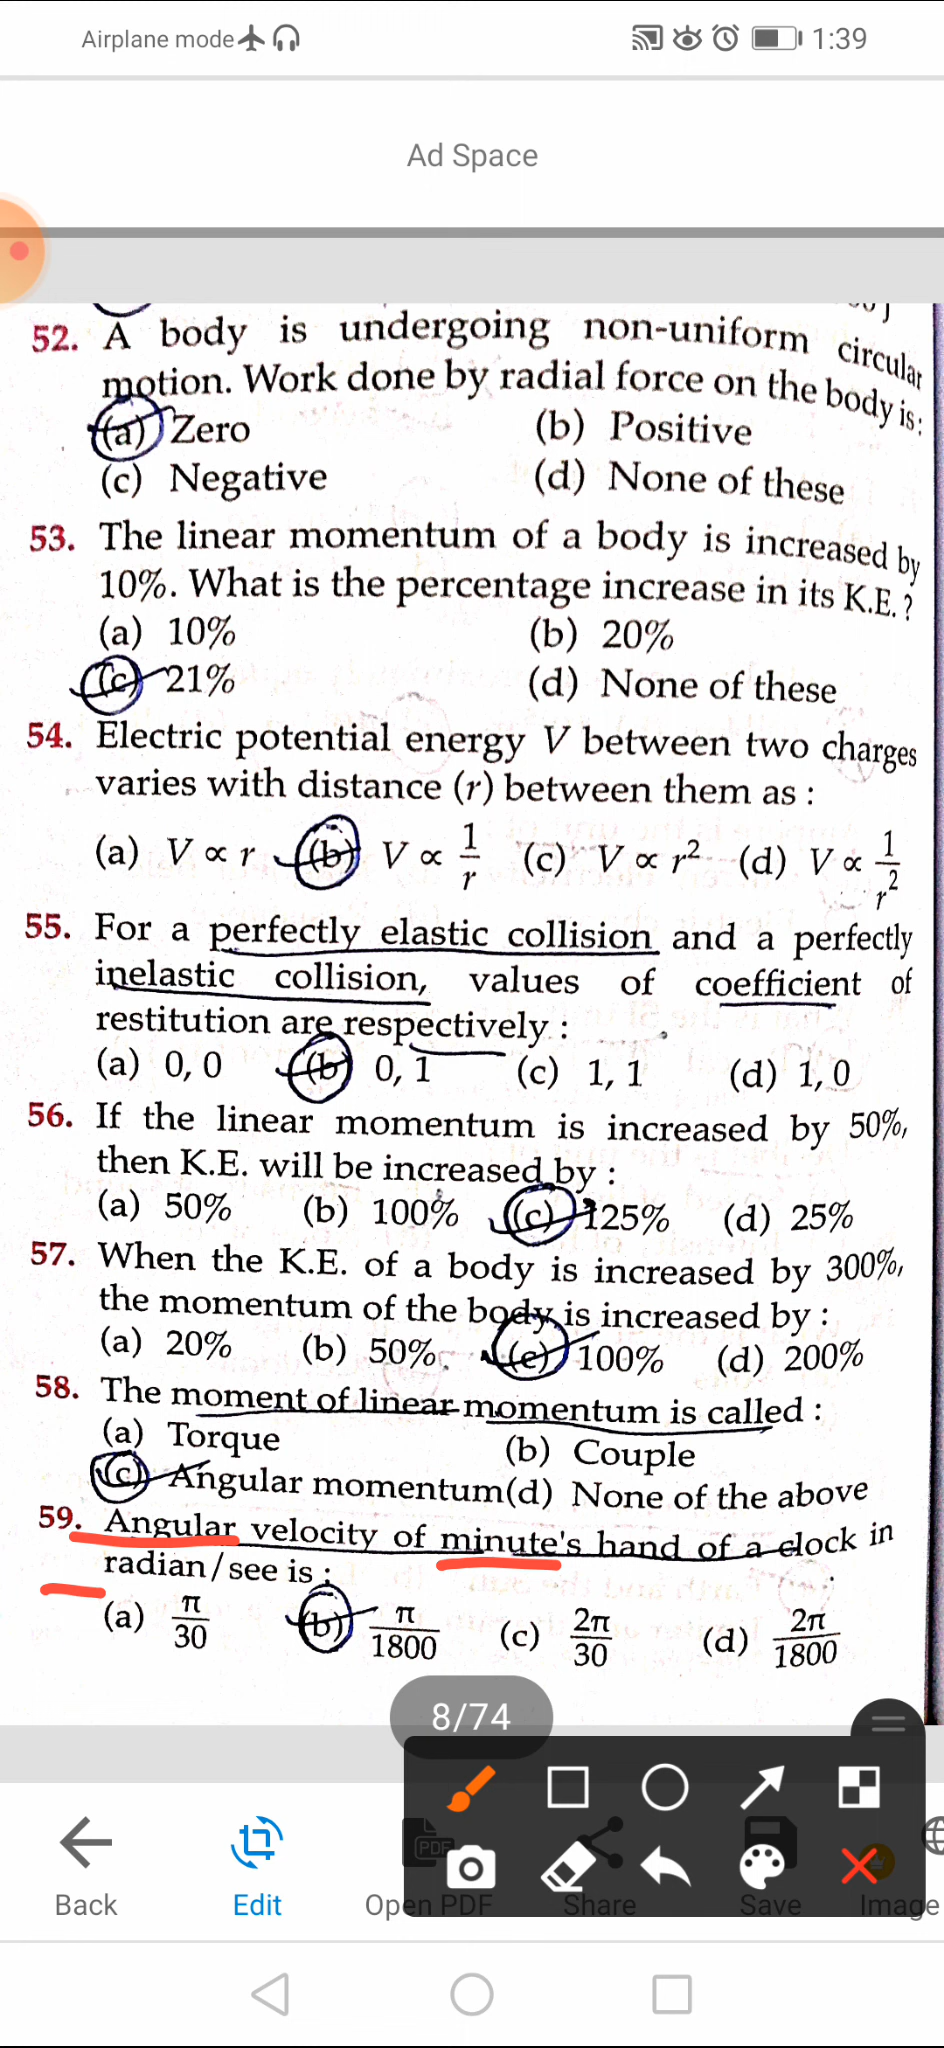 Airplane mode 1:39
Ad Space
52. A body is undergoing non-uniform circular
motion. Work done by radial force on the body is:
(a) Zero (b) Positive
(c) Negative (d) None of these
53. The linear momentum of a body is increased by
10%. What is the percentage increase in its K.E.?
(a) 10% (b) 20%
(c) 21% (d) None of these
54. Electric potential energy V between two charges
varies with distance (r) between them as :
(a) V ∝ r (b) V ∝ 1/r (c) V ∝ r² (d) V ∝ 1/r²
55. For a perfectly elastic collision and a perfectly
inelastic collision, values of coefficient of
restitution are respectively :
(a) 0, 0 (b) 0, 1 (c) 1, 1 (d) 1, 0
56. If the linear momentum is increased by 50%,
then K.E. will be increased by :
(a) 50% (b) 100% (c) 125% (d) 25%
57. When the K.E. of a body is increased by 300%,
the momentum of the body is increased by :
(a) 20% (b) 50% (c) 100% (d) 200%
58. The moment of linear momentum is called :
(a) Torque (b) Couple
(c) Angular momentum (d) None of the above
59. Angular velocity of minute's hand of a clock in
radian/see is :
(a) π/30 (b) π/1800 (c) 2π/30 (d) 2π/1800
8/74
PDF
Back Edit Open PDF Share Save Image